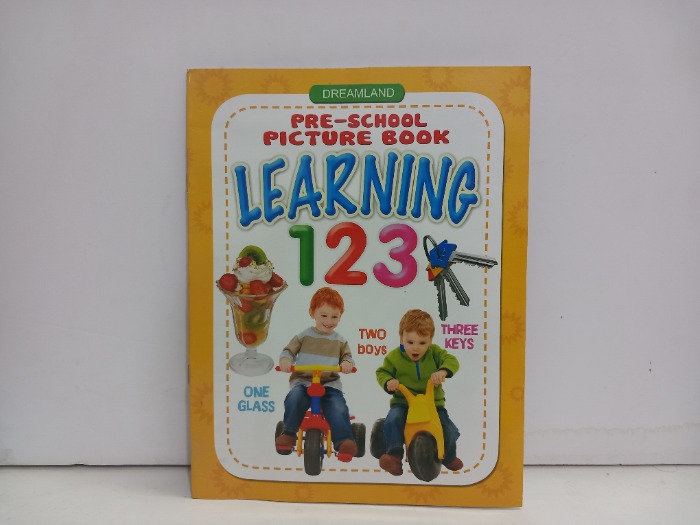 DREAMLAND
PRE-SCHOOL
PICTURE BOOK
LEARNING
123
TWO
boys
THREE
KEYS
ONE
GLASS